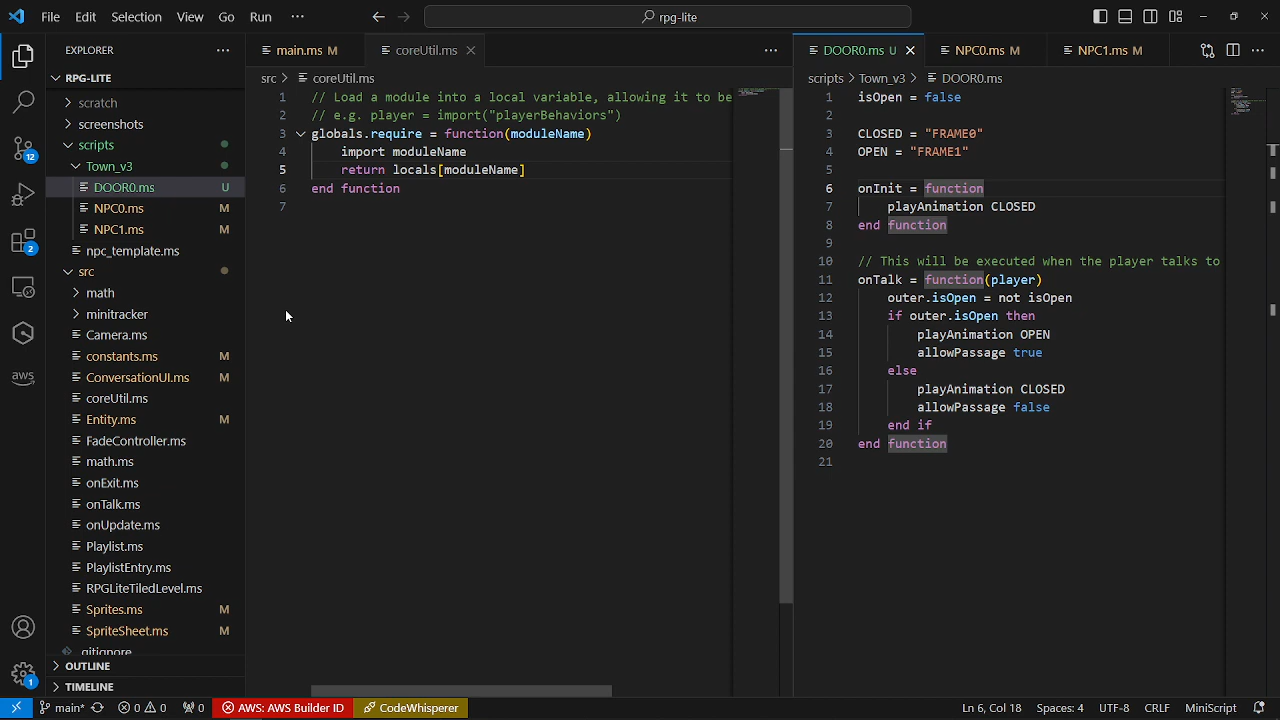 File Edit Selection View Go Run ··· rpg-lite
EXPLORER ···
RPG-LITE
scratch
screenshots
scripts
Town_v3
DOOR0.ms U
NPC0.ms M
NPC1.ms M
npc_template.ms
src
math
minitracker
Camera.ms
constants.ms M
ConversationUI.ms M
coreUtil.ms
Entity.ms M
FadeController.ms
math.ms
onExit.ms
onTalk.ms
onUpdate.ms
Playlist.ms
PlaylistEntry.ms
RPGLiteTiledLevel.ms
Sprites.ms M
SpriteSheet.ms M
.gitignore
OUTLINE
TIMELINE
12
2
aws
1
main.ms M coreUtil.ms ···
src > coreUtil.ms
1 // Load a module into a local variable, allowing it to be
2 // e.g. player = import("playerBehaviors")
3 globals.require = function(moduleName)
4 import moduleName
5 return locals[moduleName]
6 end function
7
DOOR0.ms U NPC0.ms M NPC1.ms M ···
scripts > Town_v3 > DOOR0.ms
1 isOpen = false
2
3 CLOSED = "FRAME0"
4 OPEN = "FRAME1"
5
6 onInit = function
7 playAnimation CLOSED
8 end function
9
10 // This will be executed when the player talks to
11 onTalk = function(player)
12 outer.isOpen = not isOpen
13 if outer.isOpen then
14 playAnimation OPEN
15 allowPassage true
16 else
17 playAnimation CLOSED
18 allowPassage false
19 end if
20 end function
21
main* 0 0 0 AWS: AWS Builder ID CodeWhisperer Ln 6, Col 18 Spaces: 4 UTF-8 CRLF MiniScript